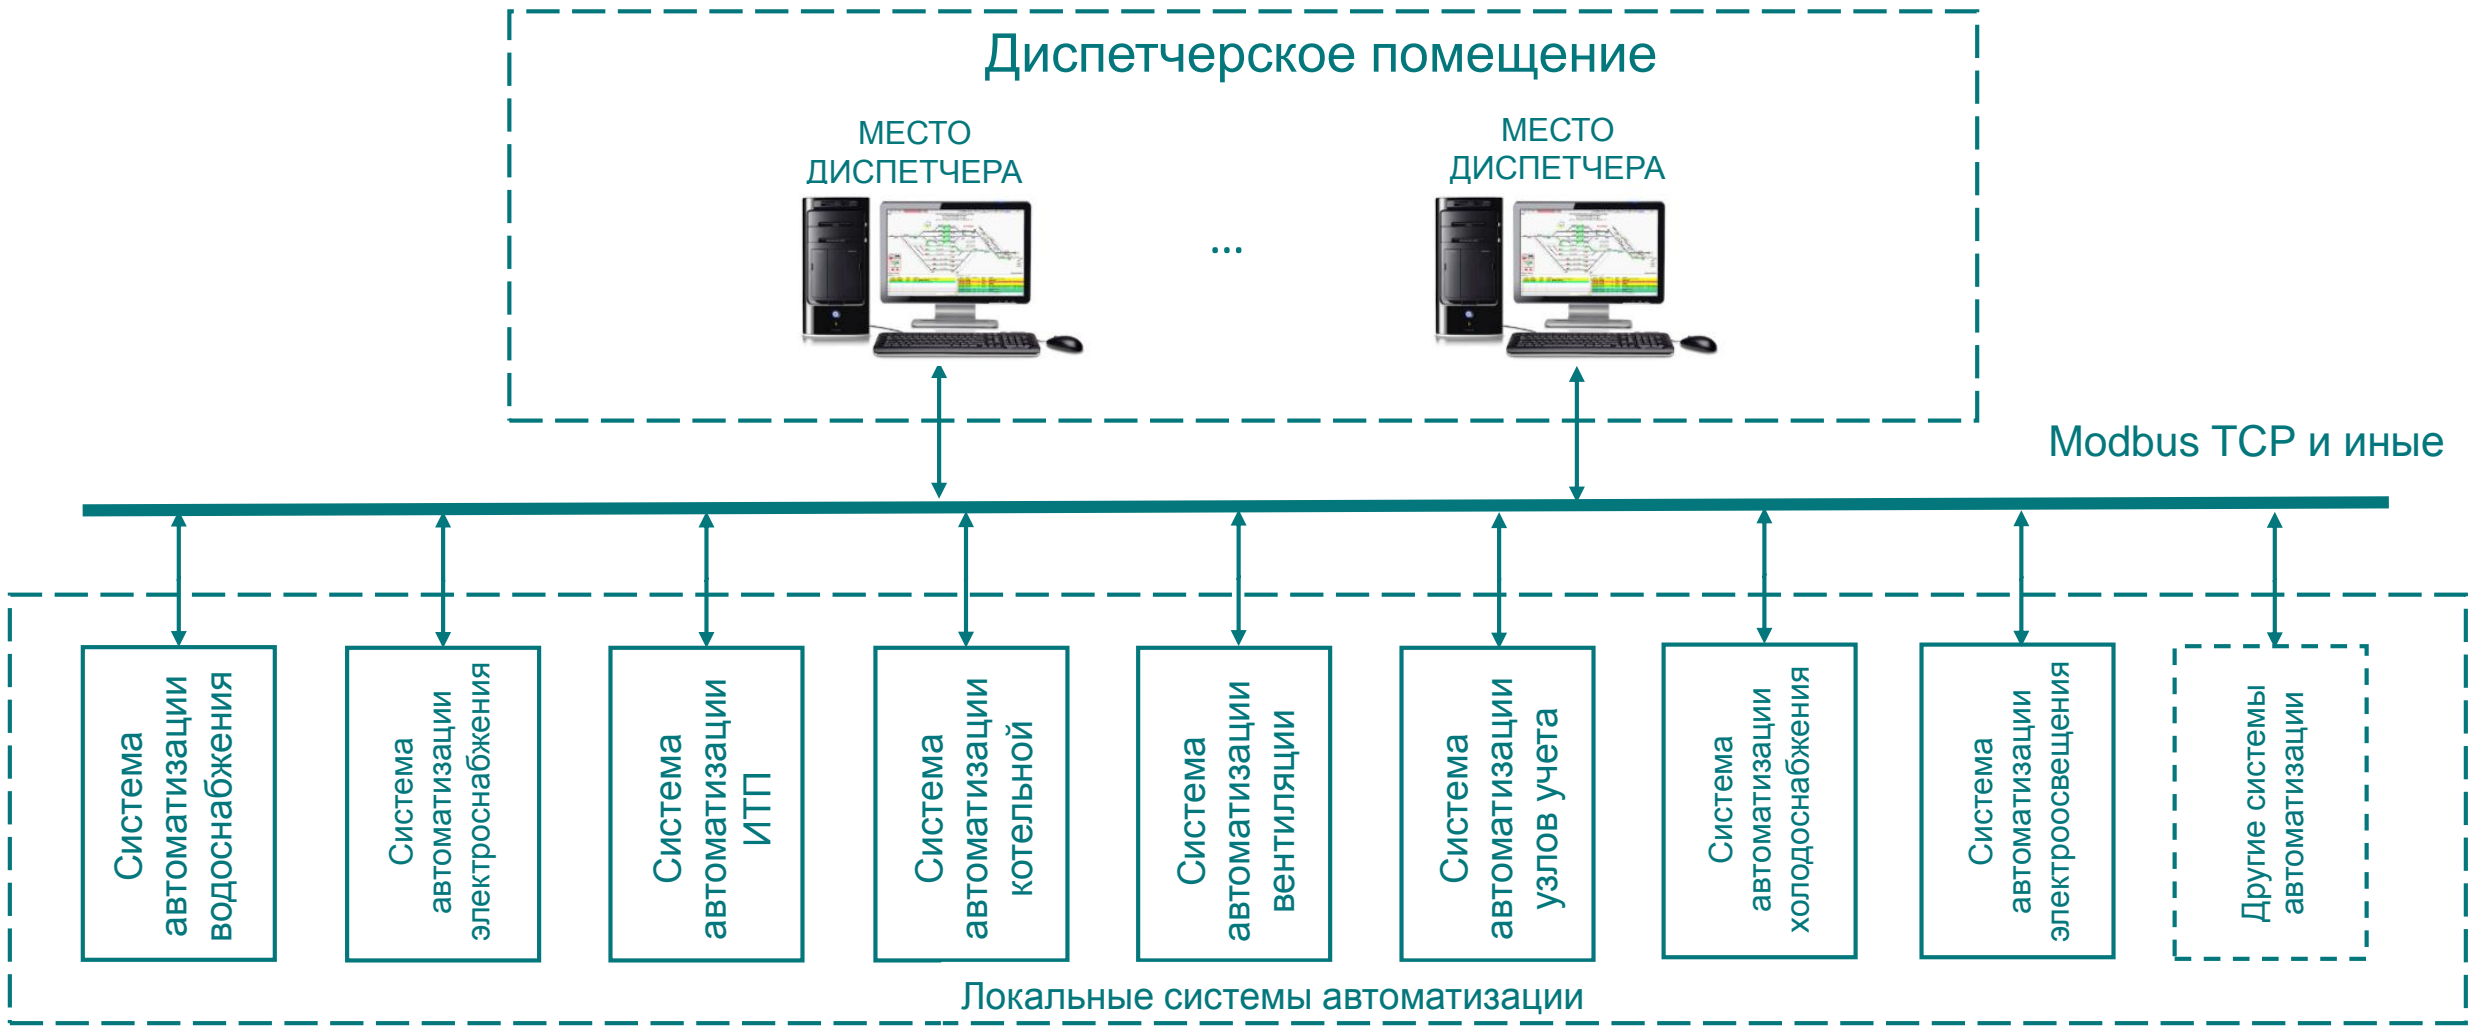 Диспетчерское помещение
МЕСТО
ДИСПЕТЧЕРА
МЕСТО
ДИСПЕТЧЕРА
...
Modbus TCP и иные
Система
автоматизации
водоснабжения
Система
автоматизации
электроснабжения
Система
автоматизации
ИТП
Система
автоматизации
котельной
Система
автоматизации
вентиляции
Система
автоматизации
узлов учета
Система
автоматизации
холодоснабжения
Система
автоматизации
электроосвещения
Другие системы
автоматизации
Локальные системы автоматизации